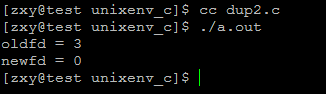 [zxy@test unixenv_c]$ cc dup2.c
[zxy@test unixenv_c]$ ./a.out
oldfd = 3
newfd = 0
[zxy@test unixenv_c]$